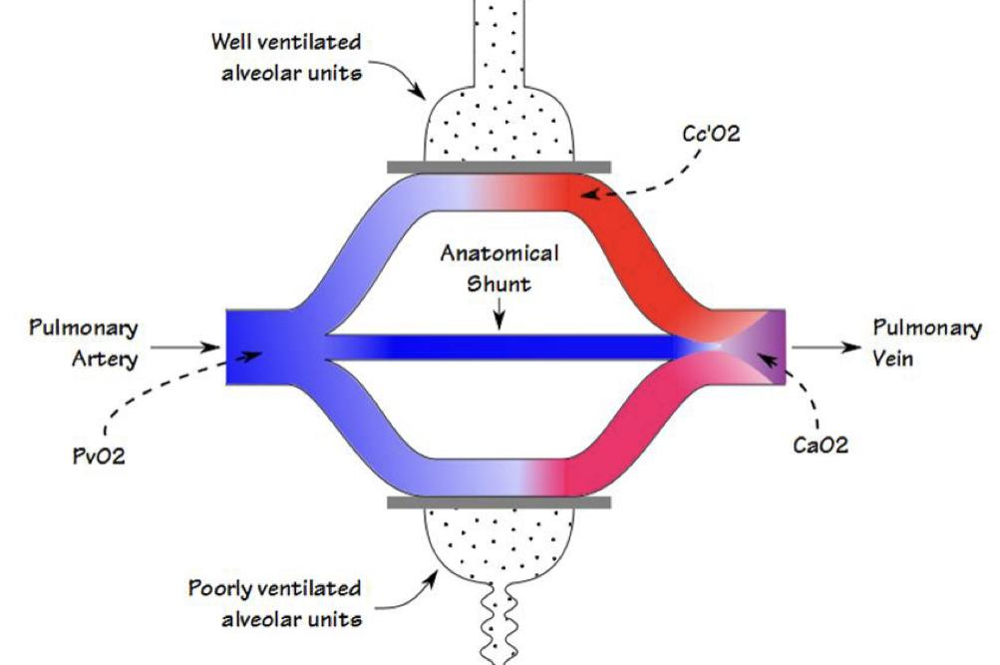 Well ventilated
alveolar units
Cc'O2
Anatomical
Shunt
Pulmonary
Artery
Pulmonary
Vein
PvO2
CaO2
Poorly ventilated
alveolar units